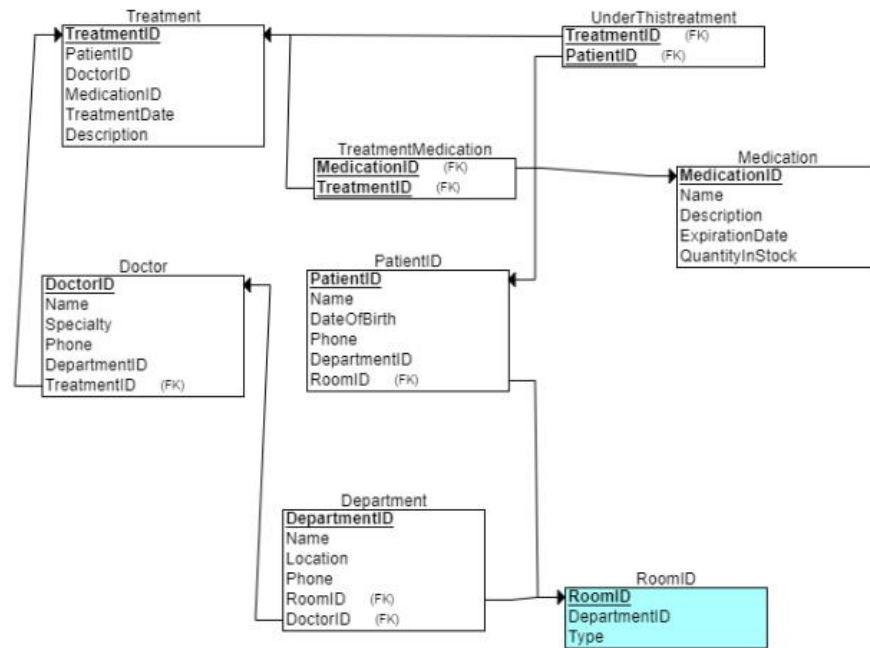 Treatment
TreatmentID
PatientID
DoctorID
MedicationID
TreatmentDate
Description
UnderThistreatment
TreatmentID (FK)
PatientID (FK)
TreatmentMedication
MedicationID (FK)
TreatmentID (FK)
Medication
MedicationID
Name
Description
ExpirationDate
QuantityInStock
Doctor
DoctorID
Name
Specialty
Phone
DepartmentID
TreatmentID (FK)
PatientID
PatientID
Name
DateOfBirth
Phone
DepartmentID
RoomID (FK)
Department
DepartmentID
Name
Location
Phone
RoomID (FK)
DoctorID (FK)
RoomID
RoomID
DepartmentID
Type